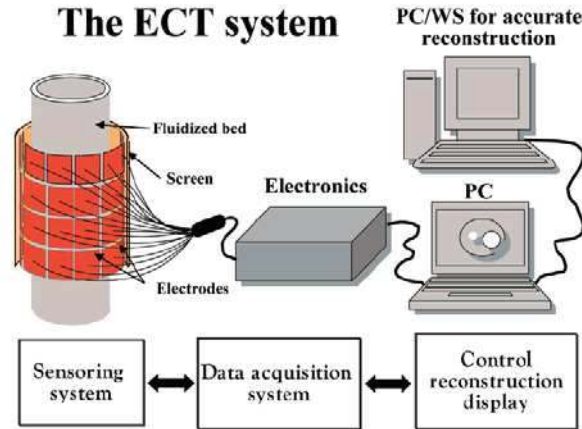 The ECT system
PC/WS for accurate
reconstruction
Fluidized bed
Screen
Electronics
PC
Electrodes
Sensoring
system
Data acquisition
system
Control
reconstruction
display